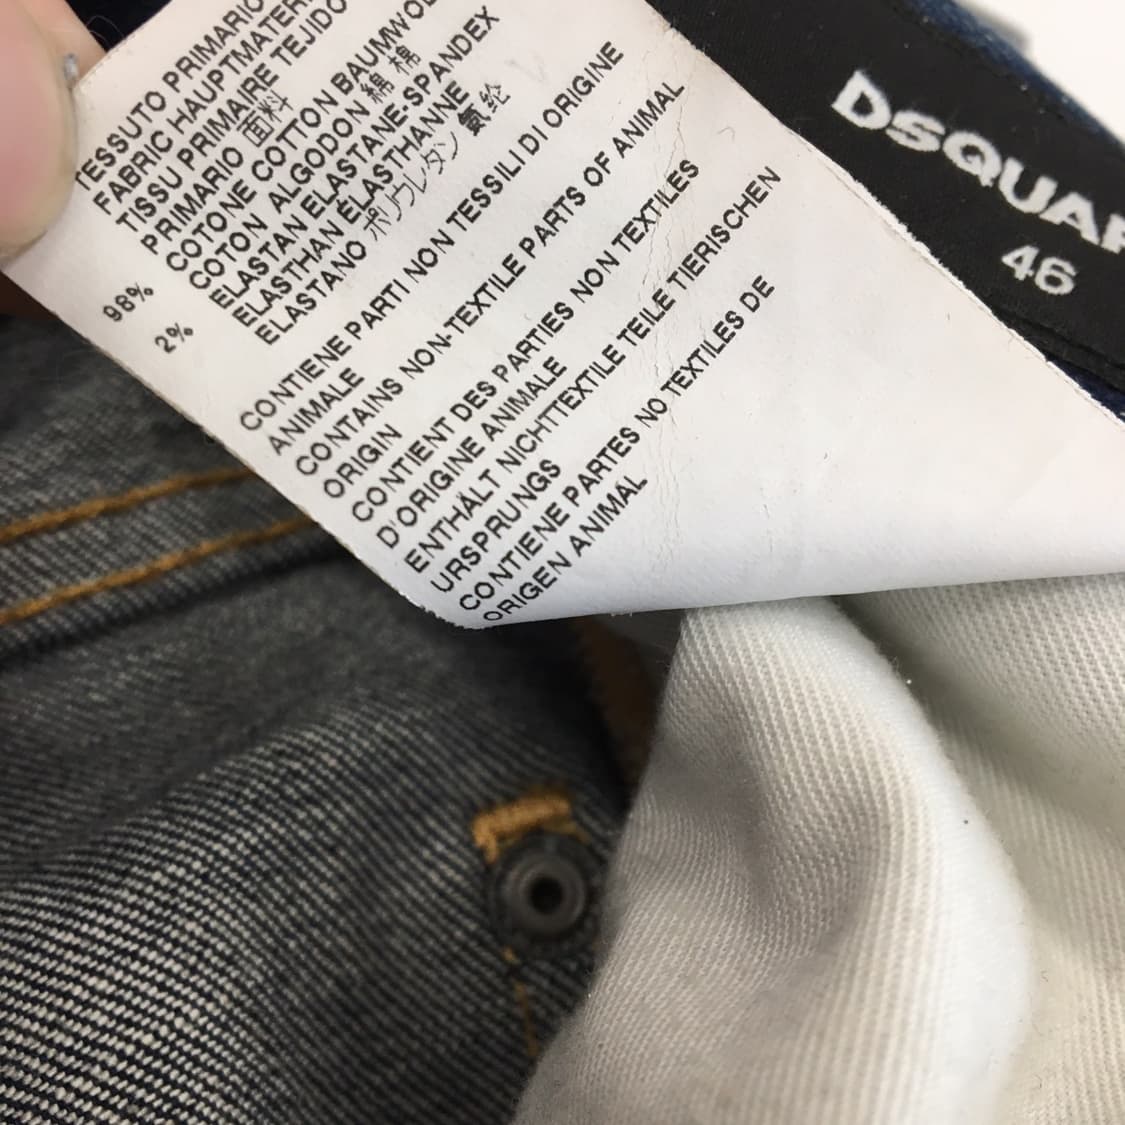 TESSUTO PRIMARIO
FABRIC HAUPTMATER
TISSU PRIMAIRE TEJIDO
PRIMARIO 面料
98% COTONE COTTON BAUMWO
COTON ALGODON 綿 棉
2% ELASTAN ELASTANE-SPANDEX
ELASTHAN ÉLASTHANNE
ELASTANO ポリウレタン 氨纶
CONTIENE PARTI NON TESSILI DI ORIGINE
ANIMALE
CONTAINS NON-TEXTILE PARTS OF ANIMAL
ORIGIN
CONTIENT DES PARTIES NON TEXTILES
D'ORIGINE ANIMALE
ENTHÄLT NICHTTEXTILE TEILE TIERISCHEN
URSPRUNGS
CONTIENE PARTES NO TEXTILES DE
ORIGEN ANIMAL
DSQUAR
46